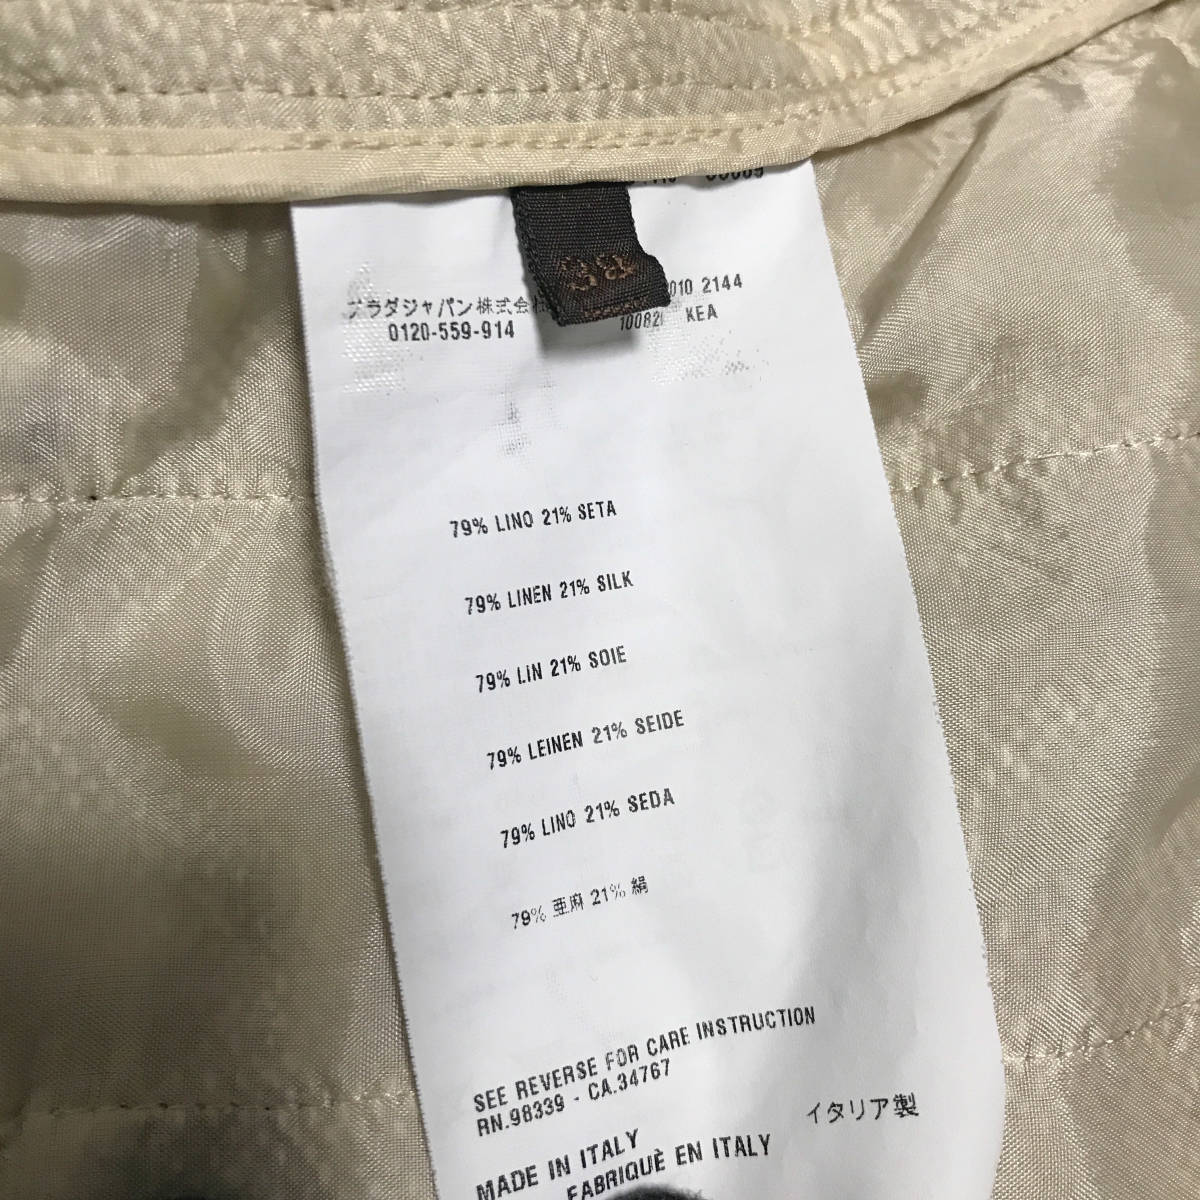 38
プラダジャパン株式会
010 2144
0120-559-914
10082
KEA
79% LINO 21% SETA
79% LINEN 21% SILK
79% LIN 21% SOIE
79% LEINEN 21% SEIDE
79% LINO 21% SEDA
79% 亜麻 21% 絹
SEE REVERSE FOR CARE INSTRUCTION
RN.98339 - CA.34767
イタリア製
MADE IN ITALY
FABRIQUÈ EN ITALY